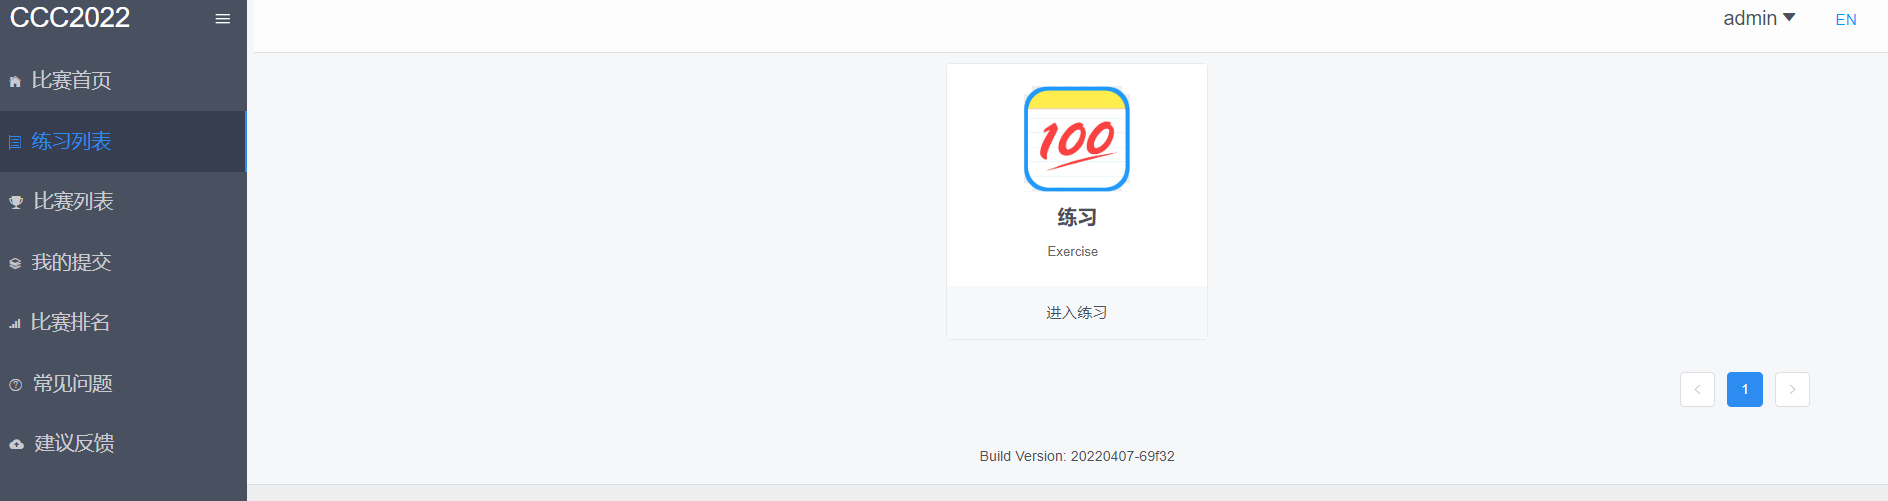 CCC2022
admin
EN
比赛首页
练习列表
比赛列表
我的提交
比赛排名
常见问题
建议反馈
100
练习
Exercise
进入练习
1
Build Version: 20220407-69f32